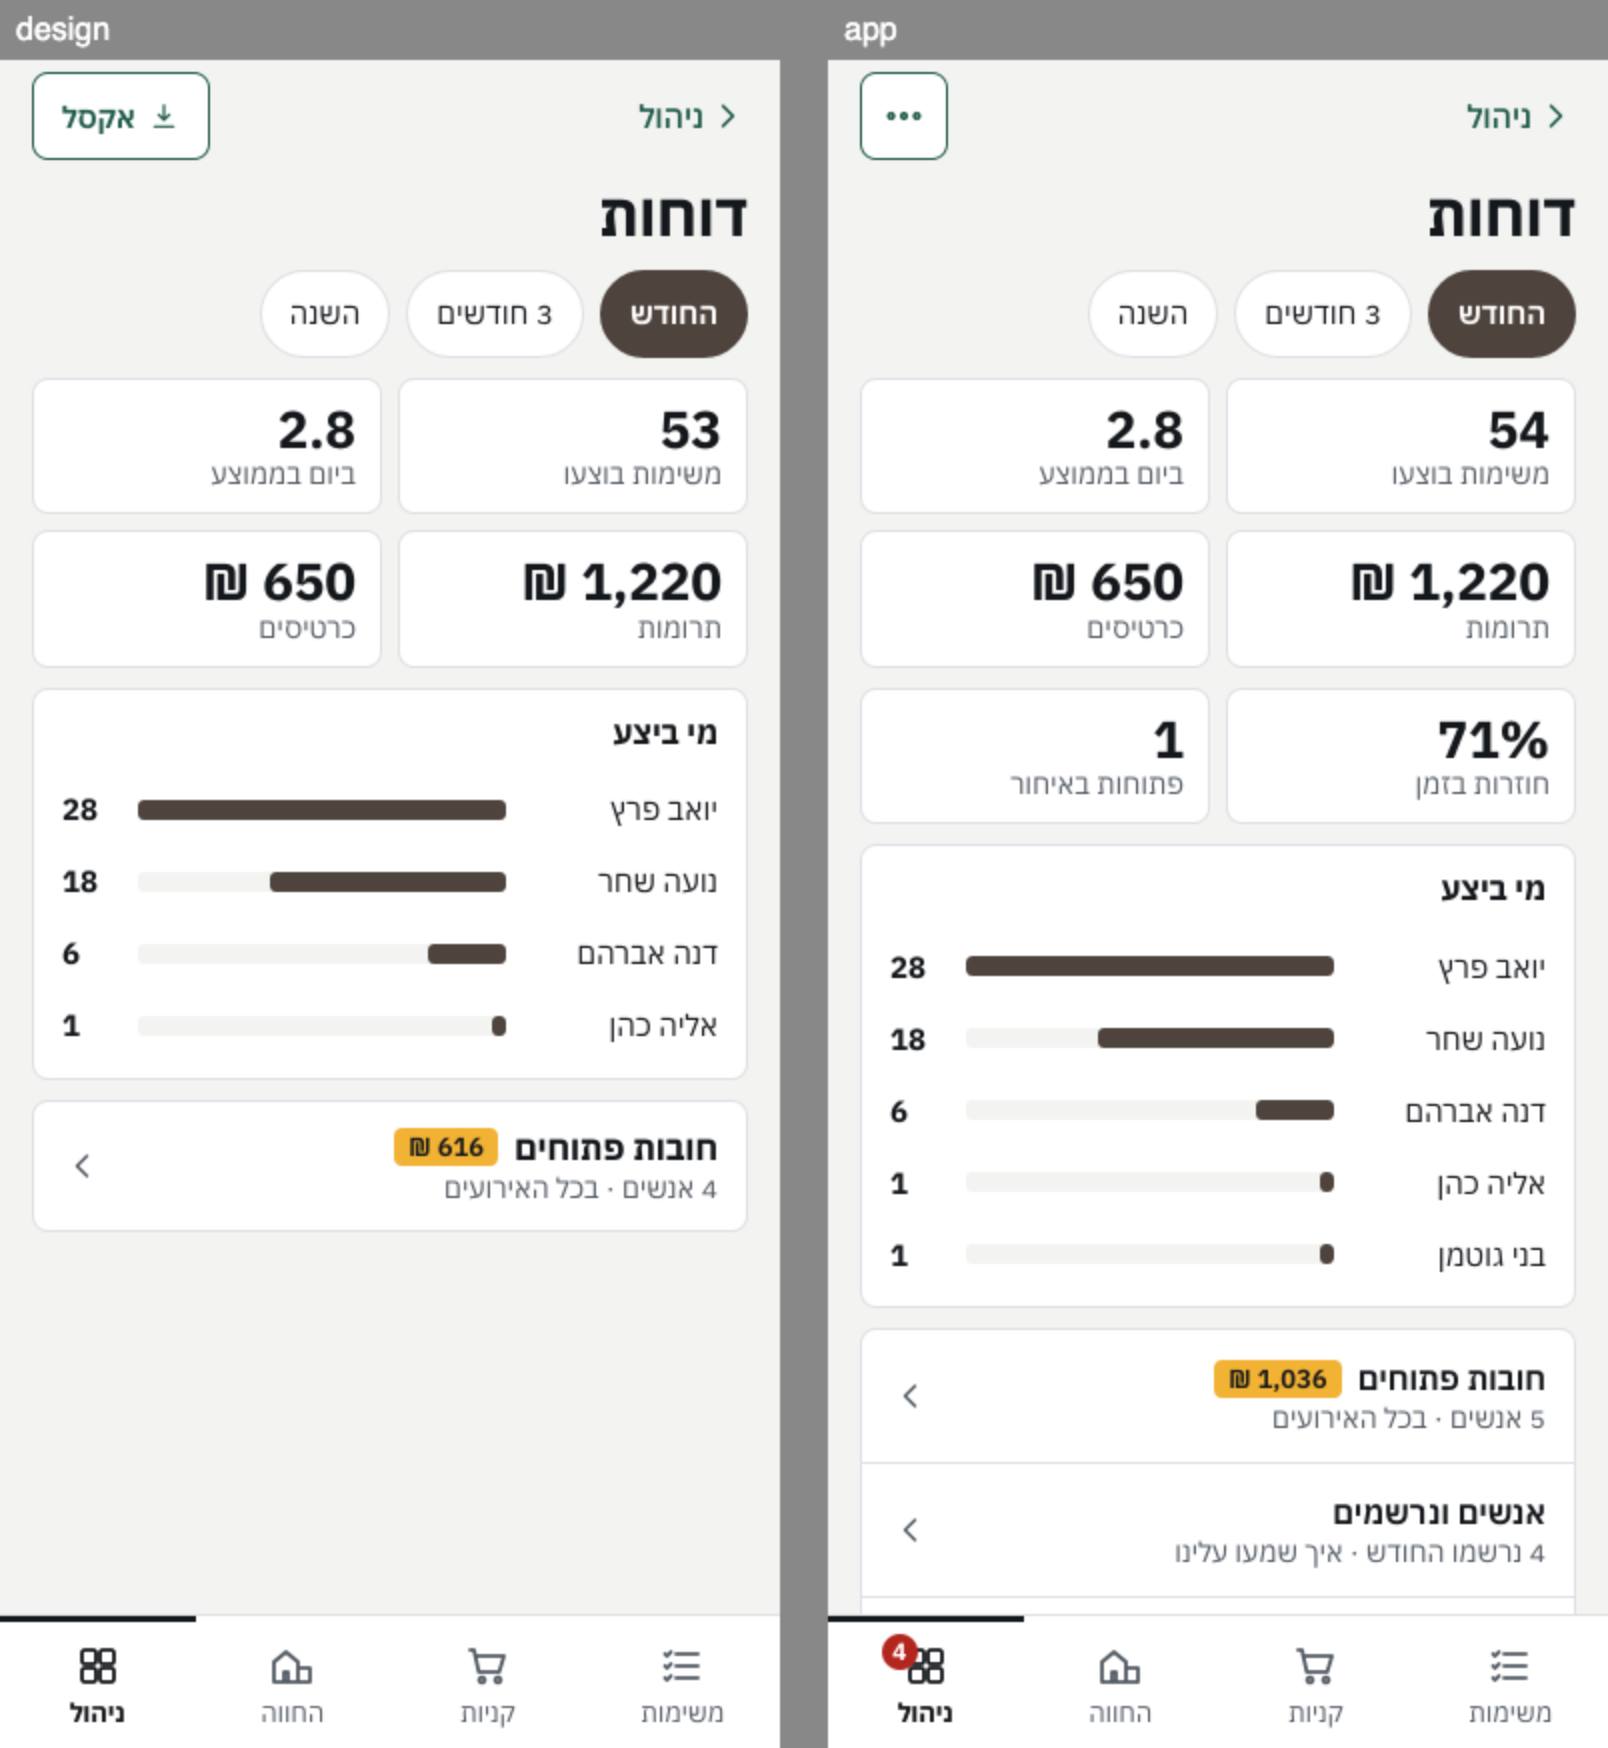 design
ניהול
אקסל
דוחות
החודש
3 חודשים
השנה
53
משימות בוצעו
2.8
ביום בממוצע
1,220 ₪
תרומות
650 ₪
כרטיסים
מי ביצע
יואב פרץ 28
נועה שחר 18
דנה אברהם 6
אליה כהן 1
חובות פתוחים 616 ₪
4 אנשים · בכל האירועים
משימות
קניות
החווה
ניהול
app
ניהול
דוחות
החודש
3 חודשים
השנה
54
משימות בוצעו
2.8
ביום בממוצע
1,220 ₪
תרומות
650 ₪
כרטיסים
71%
חוזרות בזמן
1
פתוחות באיחור
מי ביצע
יואב פרץ 28
נועה שחר 18
דנה אברהם 6
אליה כהן 1
בני גוטמן 1
חובות פתוחים 1,036 ₪
5 אנשים · בכל האירועים
אנשים ונרשמים
4 נרשמו החודש · איך שמעו עלינו
משימות
קניות
החווה
4
ניהול